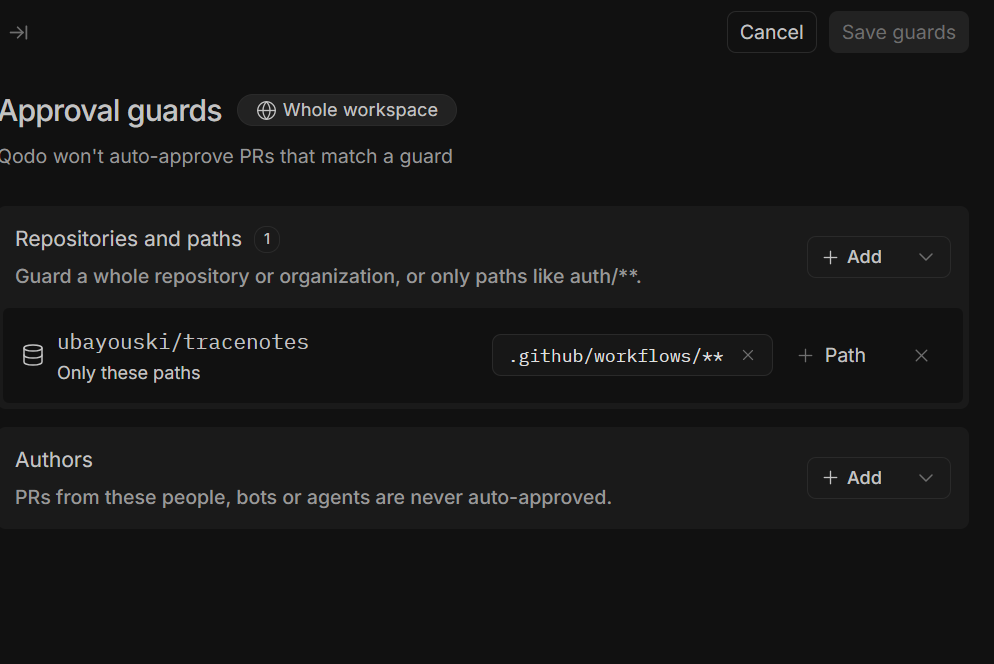 Cancel
Save guards
Approval guards
Whole workspace
Qodo won't auto-approve PRs that match a guard
Repositories and paths 1
Guard a whole repository or organization, or only paths like auth/**.
Add
ubayouski/tracenotes
Only these paths
.github/workflows/**
Path
Authors
PRs from these people, bots or agents are never auto-approved.
Add